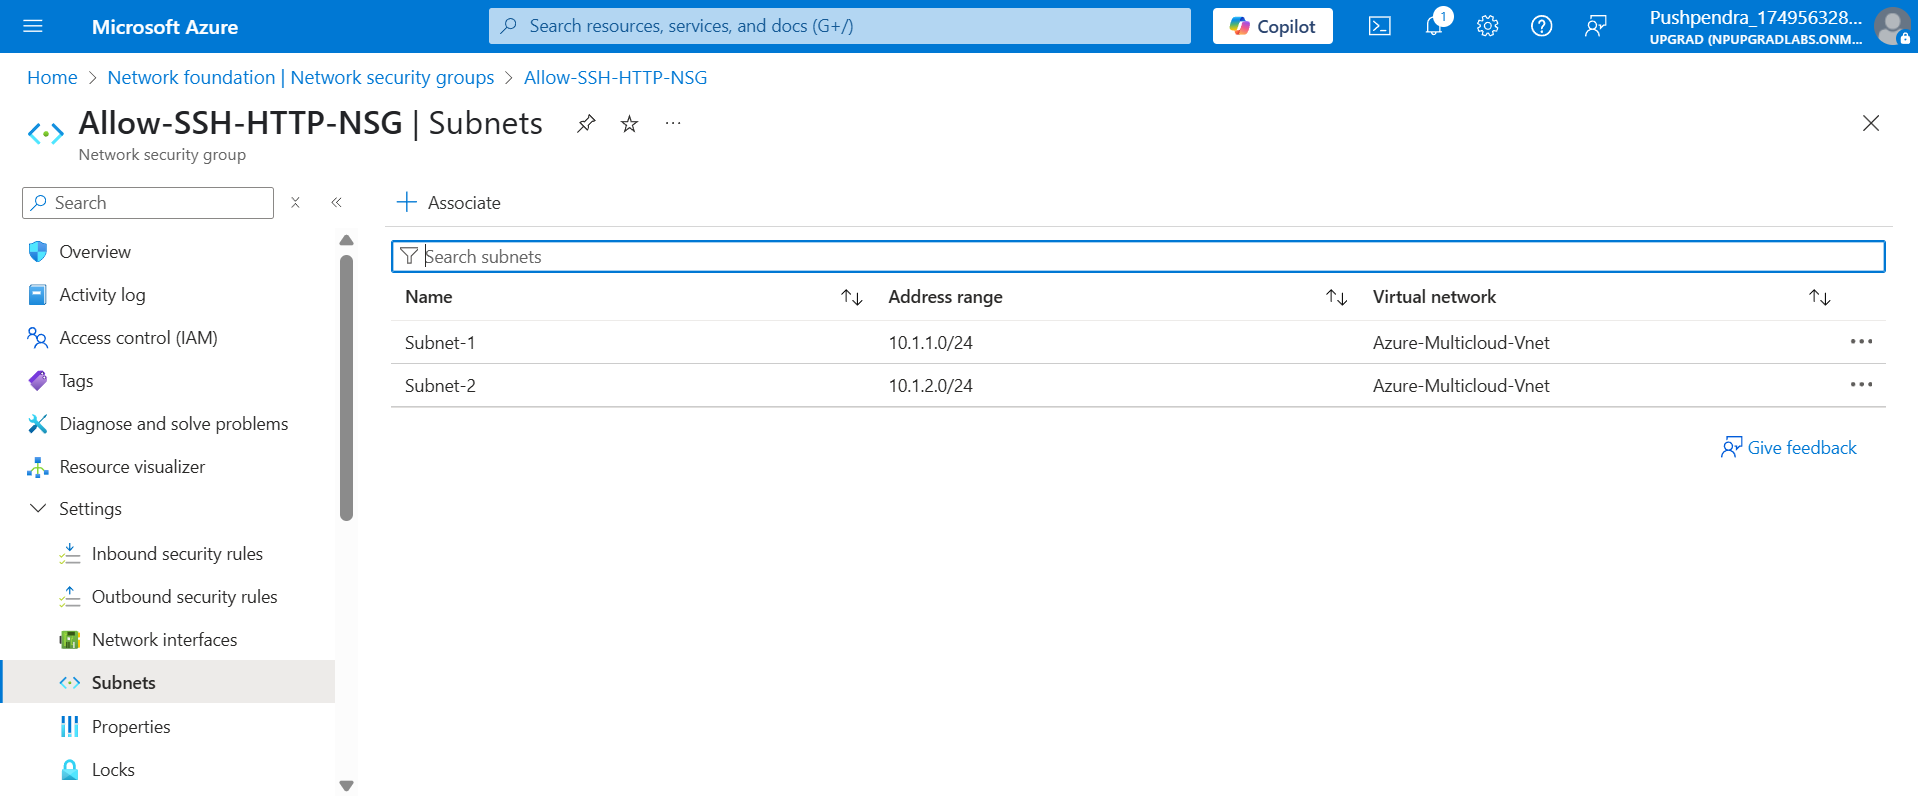 Microsoft Azure
Search resources, services, and docs (G+/)
Copilot
1
Pushpendra_174956328...
UPGRAD (NPUPGRADLABS.ONM...
Home > Network foundation | Network security groups > Allow-SSH-HTTP-NSG
Allow-SSH-HTTP-NSG | Subnets
Network security group
Search
Associate
Overview
Search subnets
Activity log
Name Address range Virtual network
Access control (IAM)
Subnet-1 10.1.1.0/24 Azure-Multicloud-Vnet
Tags
Subnet-2 10.1.2.0/24 Azure-Multicloud-Vnet
Diagnose and solve problems
Give feedback
Resource visualizer
Settings
Inbound security rules
Outbound security rules
Network interfaces
Subnets
Properties
Locks